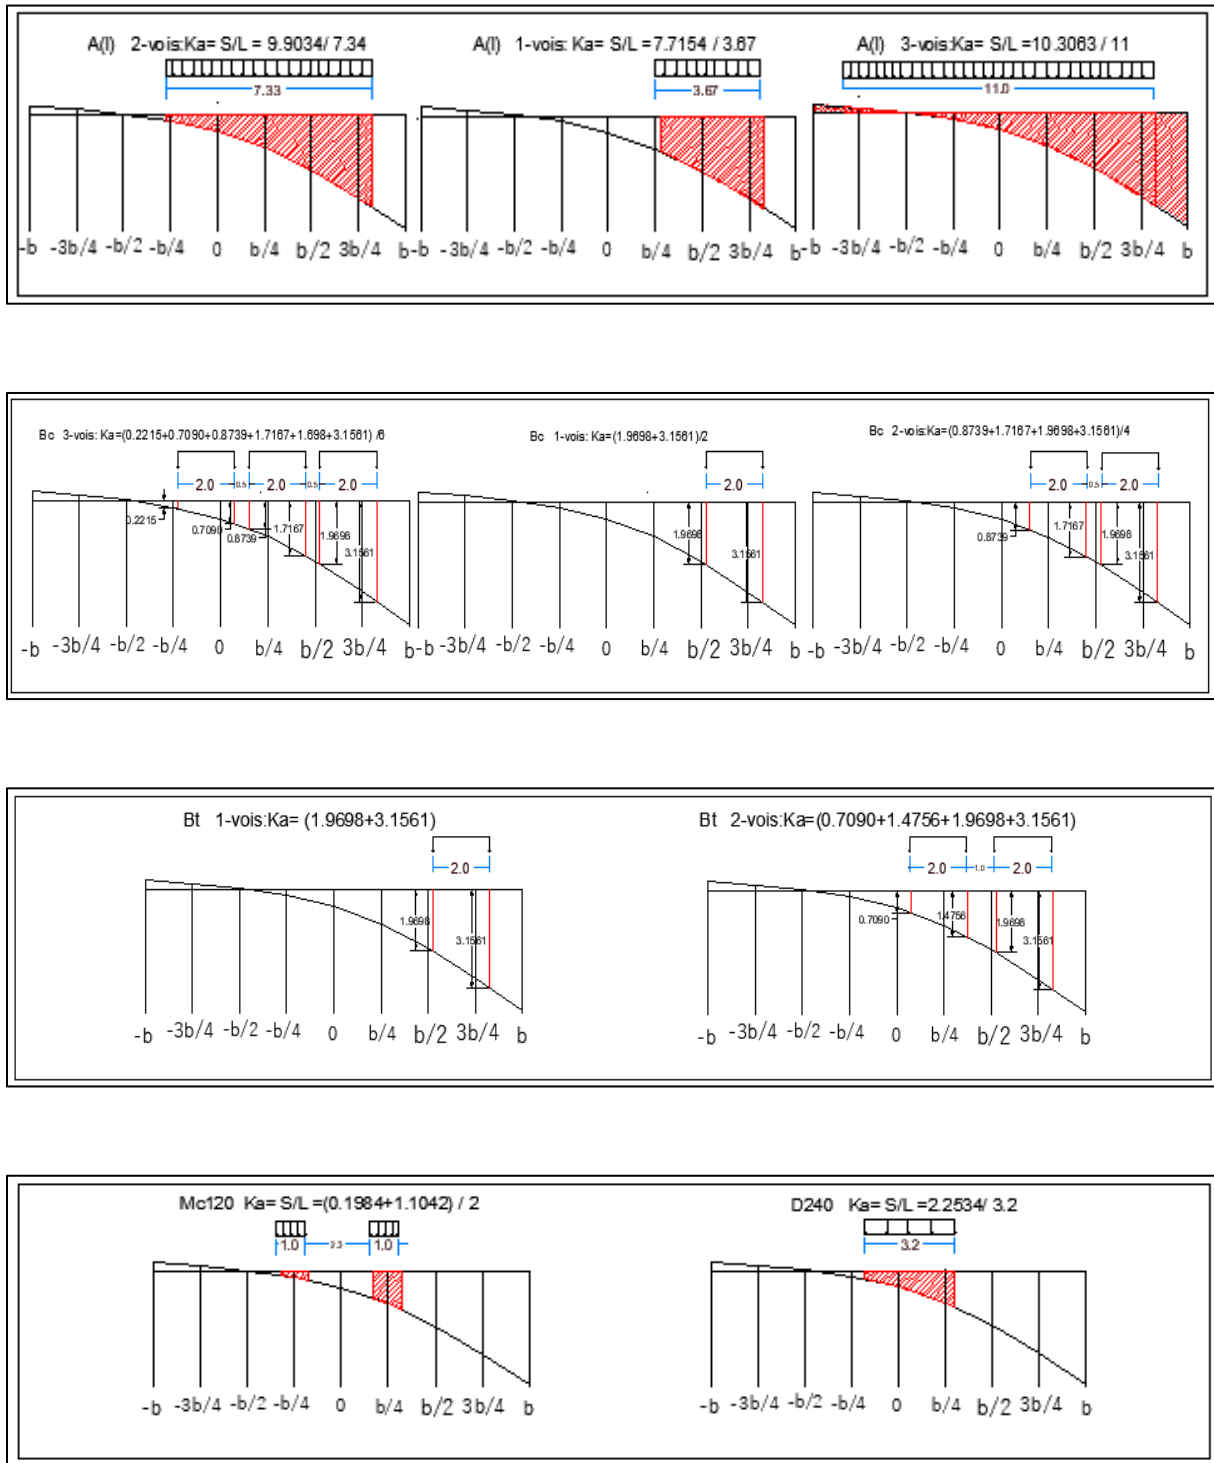 A(l) 2-vois:Ka= S/L = 9.9034/ 7.34
A(l) 1-vois: Ka= S/L =7.7154 / 3.67
A(l) 3-vois:Ka= S/L =10.3063 / 11
7.33
3.67
11.0
-b -3b/4 -b/2 -b/4 0 b/4 b/2 3b/4 b
-b -3b/4 -b/2 -b/4 0 b/4 b/2 3b/4 b
-b -3b/4 -b/2 -b/4 0 b/4 b/2 3b/4 b
Bc 3-vois: Ka=(0.2215+0.7090+0.8739+1.7167+1.698+3.1561) /6
Bc 1-vois: Ka=(1.9698+3.1561)/2
Bc 2-vois:Ka=(0.8739+1.7167+1.9698+3.1561)/4
2.0 0.5 2.0 0.5 2.0
2.0
2.0 0.5 2.0
0.2215 0.7090 0.8739 1.7167 1.9698 3.1561
1.9698 3.1561
0.8739 1.7167 1.9698 3.1561
-b -3b/4 -b/2 -b/4 0 b/4 b/2 3b/4 b
-b -3b/4 -b/2 -b/4 0 b/4 b/2 3b/4 b
-b -3b/4 -b/2 -b/4 0 b/4 b/2 3b/4 b
Bt 1-vois:Ka= (1.9698+3.1561)
Bt 2-vois:Ka=(0.7090+1.4756+1.9698+3.1561)
2.0
2.0 1.0 2.0
1.9698 3.1561
0.7090 1.4756 1.9698 3.1561
-b -3b/4 -b/2 -b/4 0 b/4 b/2 3b/4 b
-b -3b/4 -b/2 -b/4 0 b/4 b/2 3b/4 b
Mc120 Ka= S/L =(0.1984+1.1042) / 2
D240 Ka= S/L =2.2534/ 3.2
1.0 1.0
3.2
-b -3b/4 -b/2 -b/4 0 b/4 b/2 3b/4 b
-b -3b/4 -b/2 -b/4 0 b/4 b/2 3b/4 b